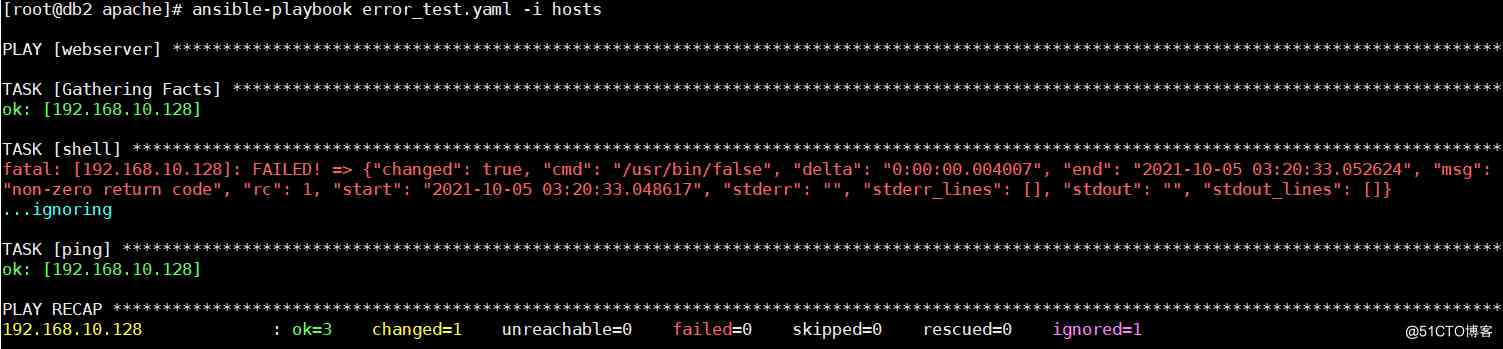 [root@db2 apache]# ansible-playbook error_test.yaml -i hosts
PLAY [webserver] *************************************************************************************************************************************
TASK [Gathering Facts] *******************************************************************************************************************************
ok: [192.168.10.128]
TASK [shell] *****************************************************************************************************************************************
fatal: [192.168.10.128]: FAILED! => {"changed": true, "cmd": "/usr/bin/false", "delta": "0:00:00.004007", "end": "2021-10-05 03:20:33.052624", "msg":
"non-zero return code", "rc": 1, "start": "2021-10-05 03:20:33.048617", "stderr": "", "stderr_lines": [], "stdout": "", "stdout_lines": []}
...ignoring
TASK [ping] ******************************************************************************************************************************************
ok: [192.168.10.128]
PLAY RECAP *******************************************************************************************************************************************
192.168.10.128             : ok=3    changed=1    unreachable=0    failed=0    skipped=0    rescued=0    ignored=1
@51CTO博客